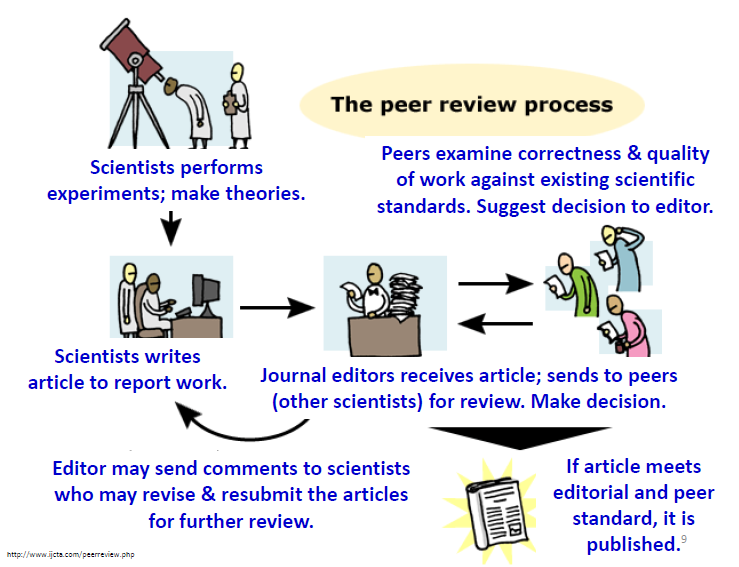 The peer review process
Scientists performs
experiments; make theories.
Peers examine correctness & quality
of work against existing scientific
standards. Suggest decision to editor.
Scientists writes
article to report work.
Journal editors receives article; sends to peers
(other scientists) for review. Make decision.
Editor may send comments to scientists
who may revise & resubmit the articles
for further review.
If article meets
editorial and peer
standard, it is
published.9
http://www.ijcta.com/peerreview.php